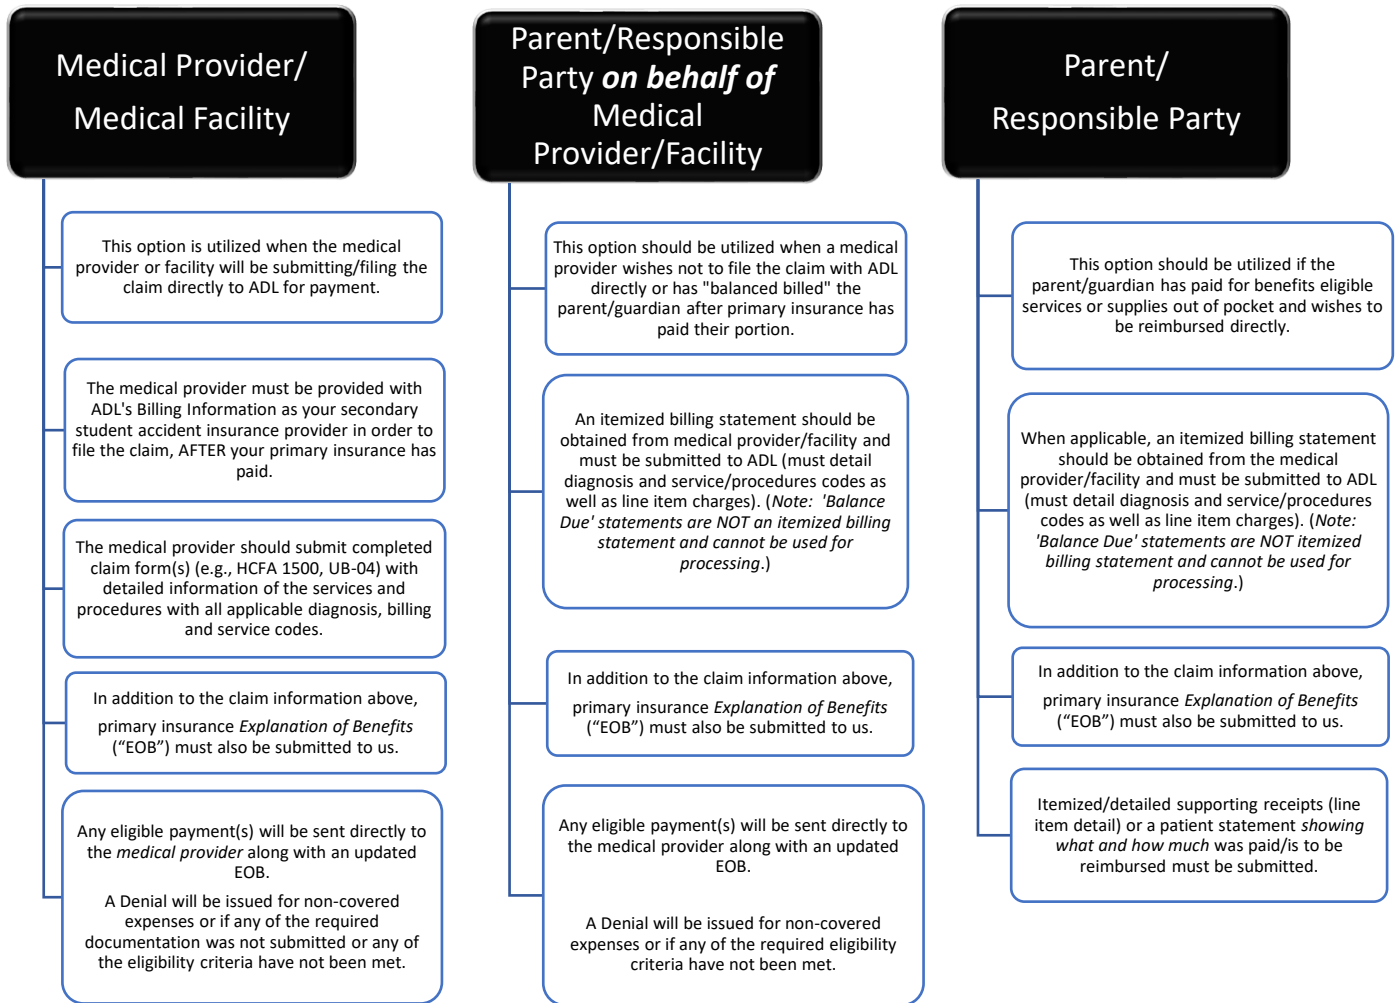 Medical Provider/
Medical Facility
This option is utilized when the medical
provider or facility will be submitting/filing the
claim directly to ADL for payment.
The medical provider must be provided with
ADL's Billing Information as your secondary
student accident insurance provider in order to
file the claim, AFTER your primary insurance has
paid.
The medical provider should submit completed
claim form(s) (e.g., HCFA 1500, UB-04) with
detailed information of the services and
procedures with all applicable diagnosis, billing
and service codes.
In addition to the claim information above,
primary insurance Explanation of Benefits
(“EOB”) must also be submitted to us.
Any eligible payment(s) will be sent directly to
the medical provider along with an updated
EOB.
A Denial will be issued for non-covered
expenses or if any of the required
documentation was not submitted or any of
the eligibility criteria have not been met.
Parent/Responsible
Party on behalf of
Medical
Provider/Facility
This option should be utilized when a medical
provider wishes not to file the claim with ADL
directly or has "balanced billed" the
parent/guardian after primary insurance has
paid their portion.
An itemized billing statement should be
obtained from medical provider/facility and
must be submitted to ADL (must detail
diagnosis and service/procedures codes as
well as line item charges). (Note: 'Balance
Due' statements are NOT an itemized billing
statement and cannot be used for
processing.)
In addition to the claim information above,
primary insurance Explanation of Benefits
(“EOB”) must also be submitted to us.
Any eligible payment(s) will be sent directly to
the medical provider along with an updated
EOB.
A Denial will be issued for non-covered
expenses or if any of the required eligibility
criteria have not been met.
Parent/
Responsible Party
This option should be utilized if the
parent/guardian has paid for benefits eligible
services or supplies out of pocket and wishes to
be reimbursed directly.
When applicable, an itemized billing statement
should be obtained from the medical
provider/facility and must be submitted to ADL
(must detail diagnosis and service/procedures
codes as well as line item charges). (Note:
'Balance Due' statements are NOT itemized
billing statement and cannot be used for
processing.)
In addition to the claim information above,
primary insurance Explanation of Benefits
(“EOB”) must also be submitted to us.
Itemized/detailed supporting receipts (line
item detail) or a patient statement showing
what and how much was paid/is to be
reimbursed must be submitted.